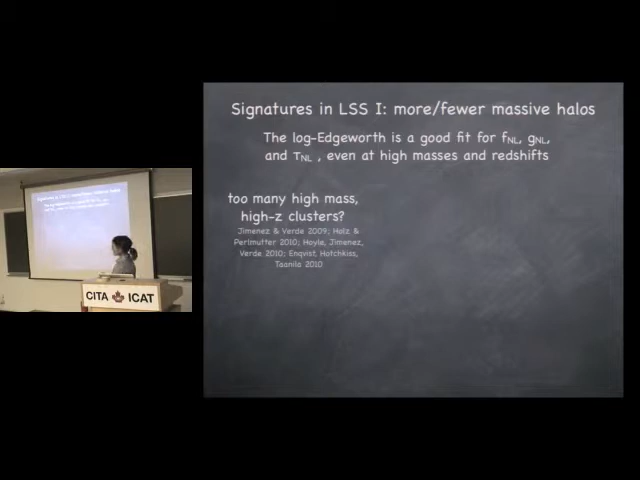 Signatures in LSS I: more/fewer massive halos
The log-Edgeworth is a good fit for fNL, gNL,
and τNL , even at high masses and redshifts
too many high mass,
high-z clusters?
Jimenez & Verde 2009; Holz &
Perlmutter 2010; Hoyle, Jimenez,
Verde 2010; Enqvist, Hotchkiss,
Taanila 2010
CITA ICAT